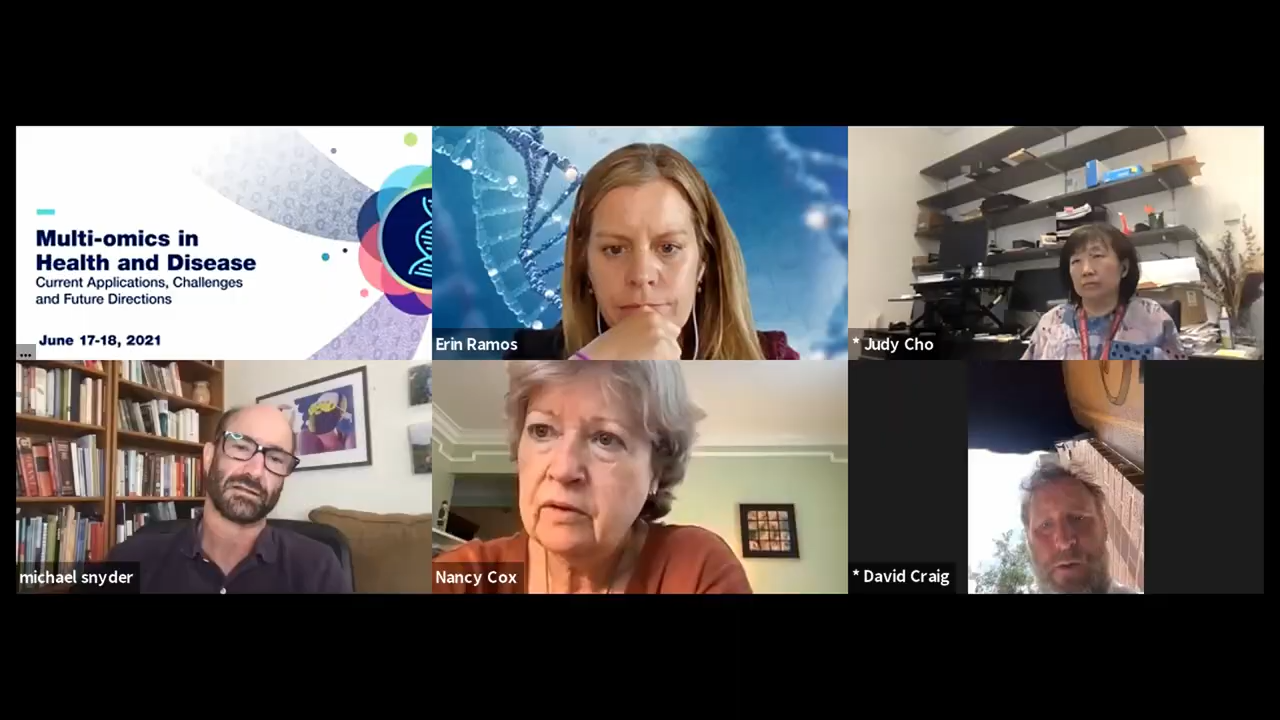 Multi-omics in
Health and Disease
Current Applications, Challenges
and Future Directions
June 17-18, 2021
...
Erin Ramos
* Judy Cho
michael snyder
Nancy Cox
* David Craig